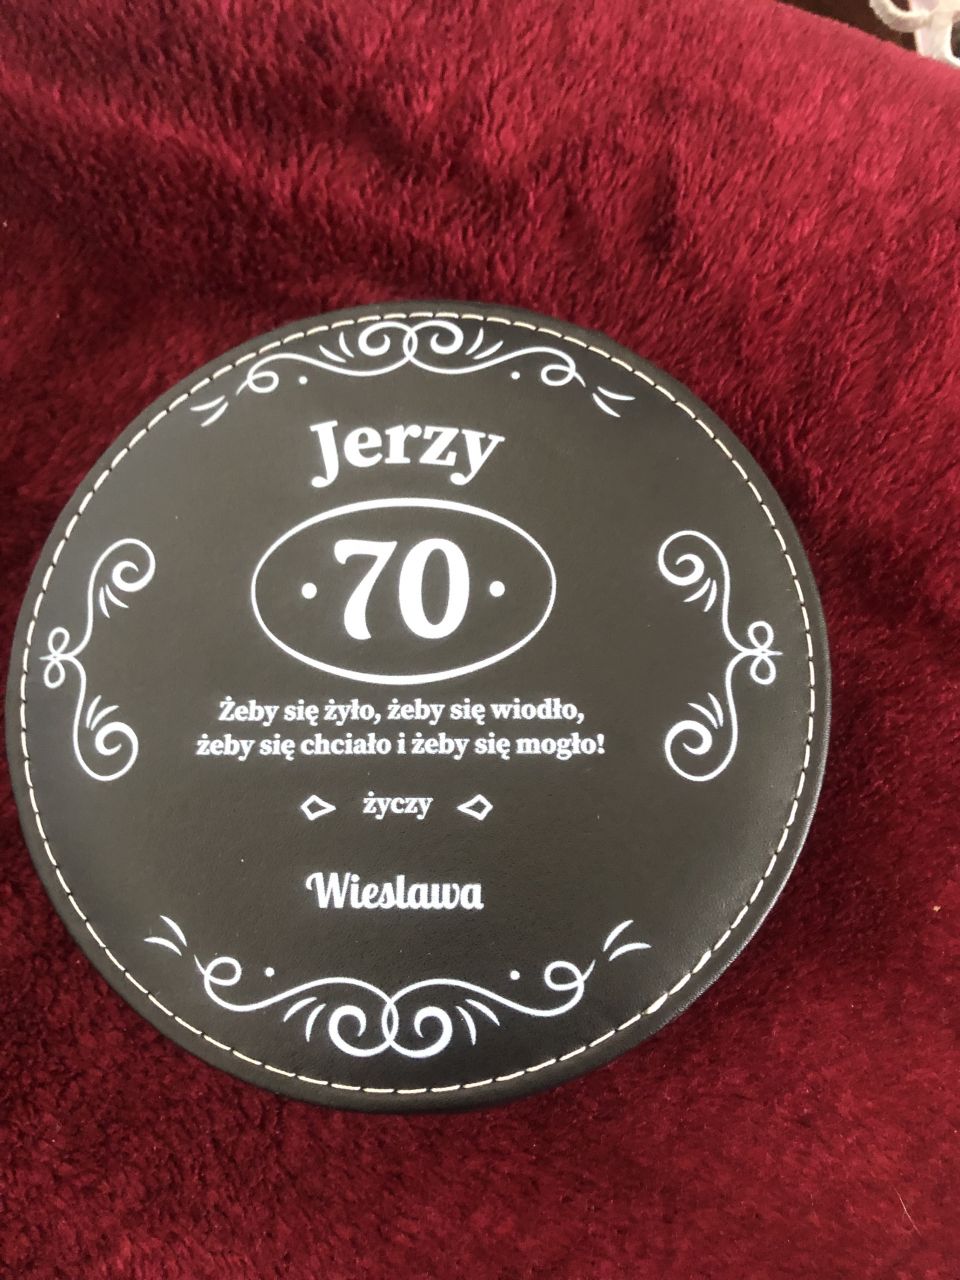 Jerzy
·70·
Żeby się żyło, żeby się wiodło,
żeby się chciało i żeby się mogło!
życzy
Wiesława